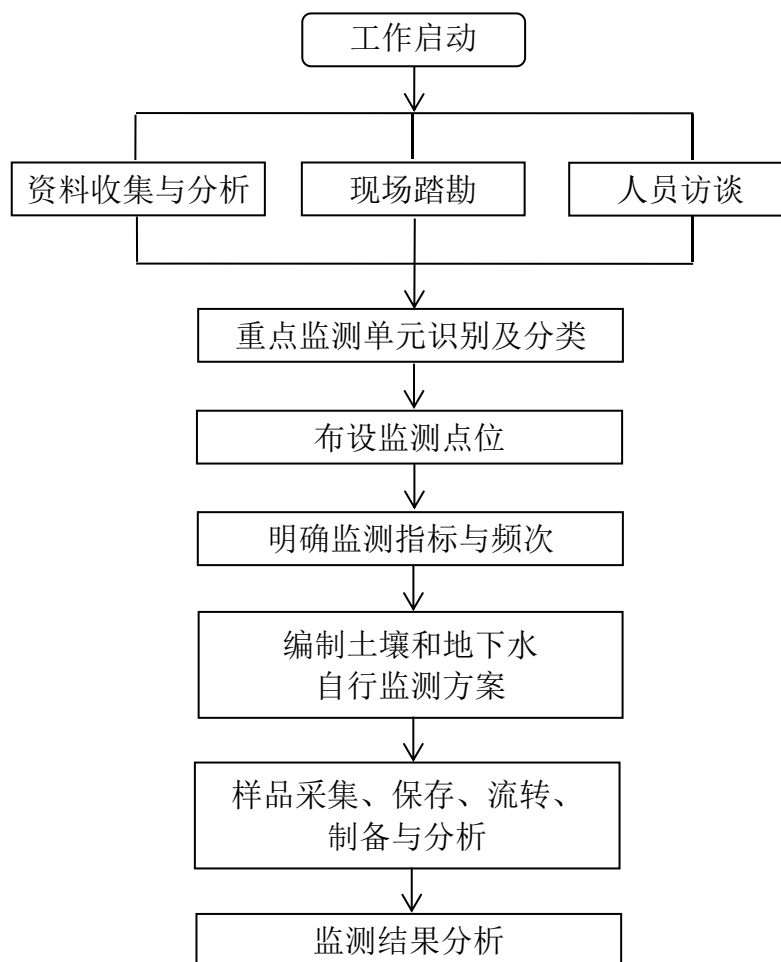 工作启动
资料收集与分析
现场踏勘
人员访谈
重点监测单元识别及分类
布设监测点位
明确监测指标与频次
编制土壤和地下水
自行监测方案
样品采集、保存、流转、
制备与分析
监测结果分析